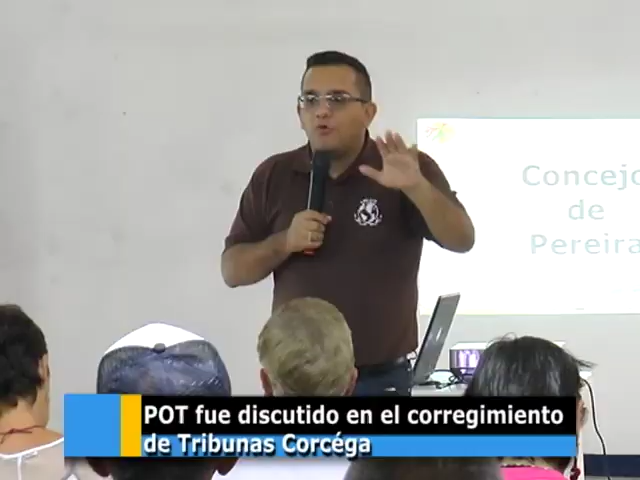 Concejo
de
Pereira
POT fue discutido en el corregimiento
de Tribunas Corcéga